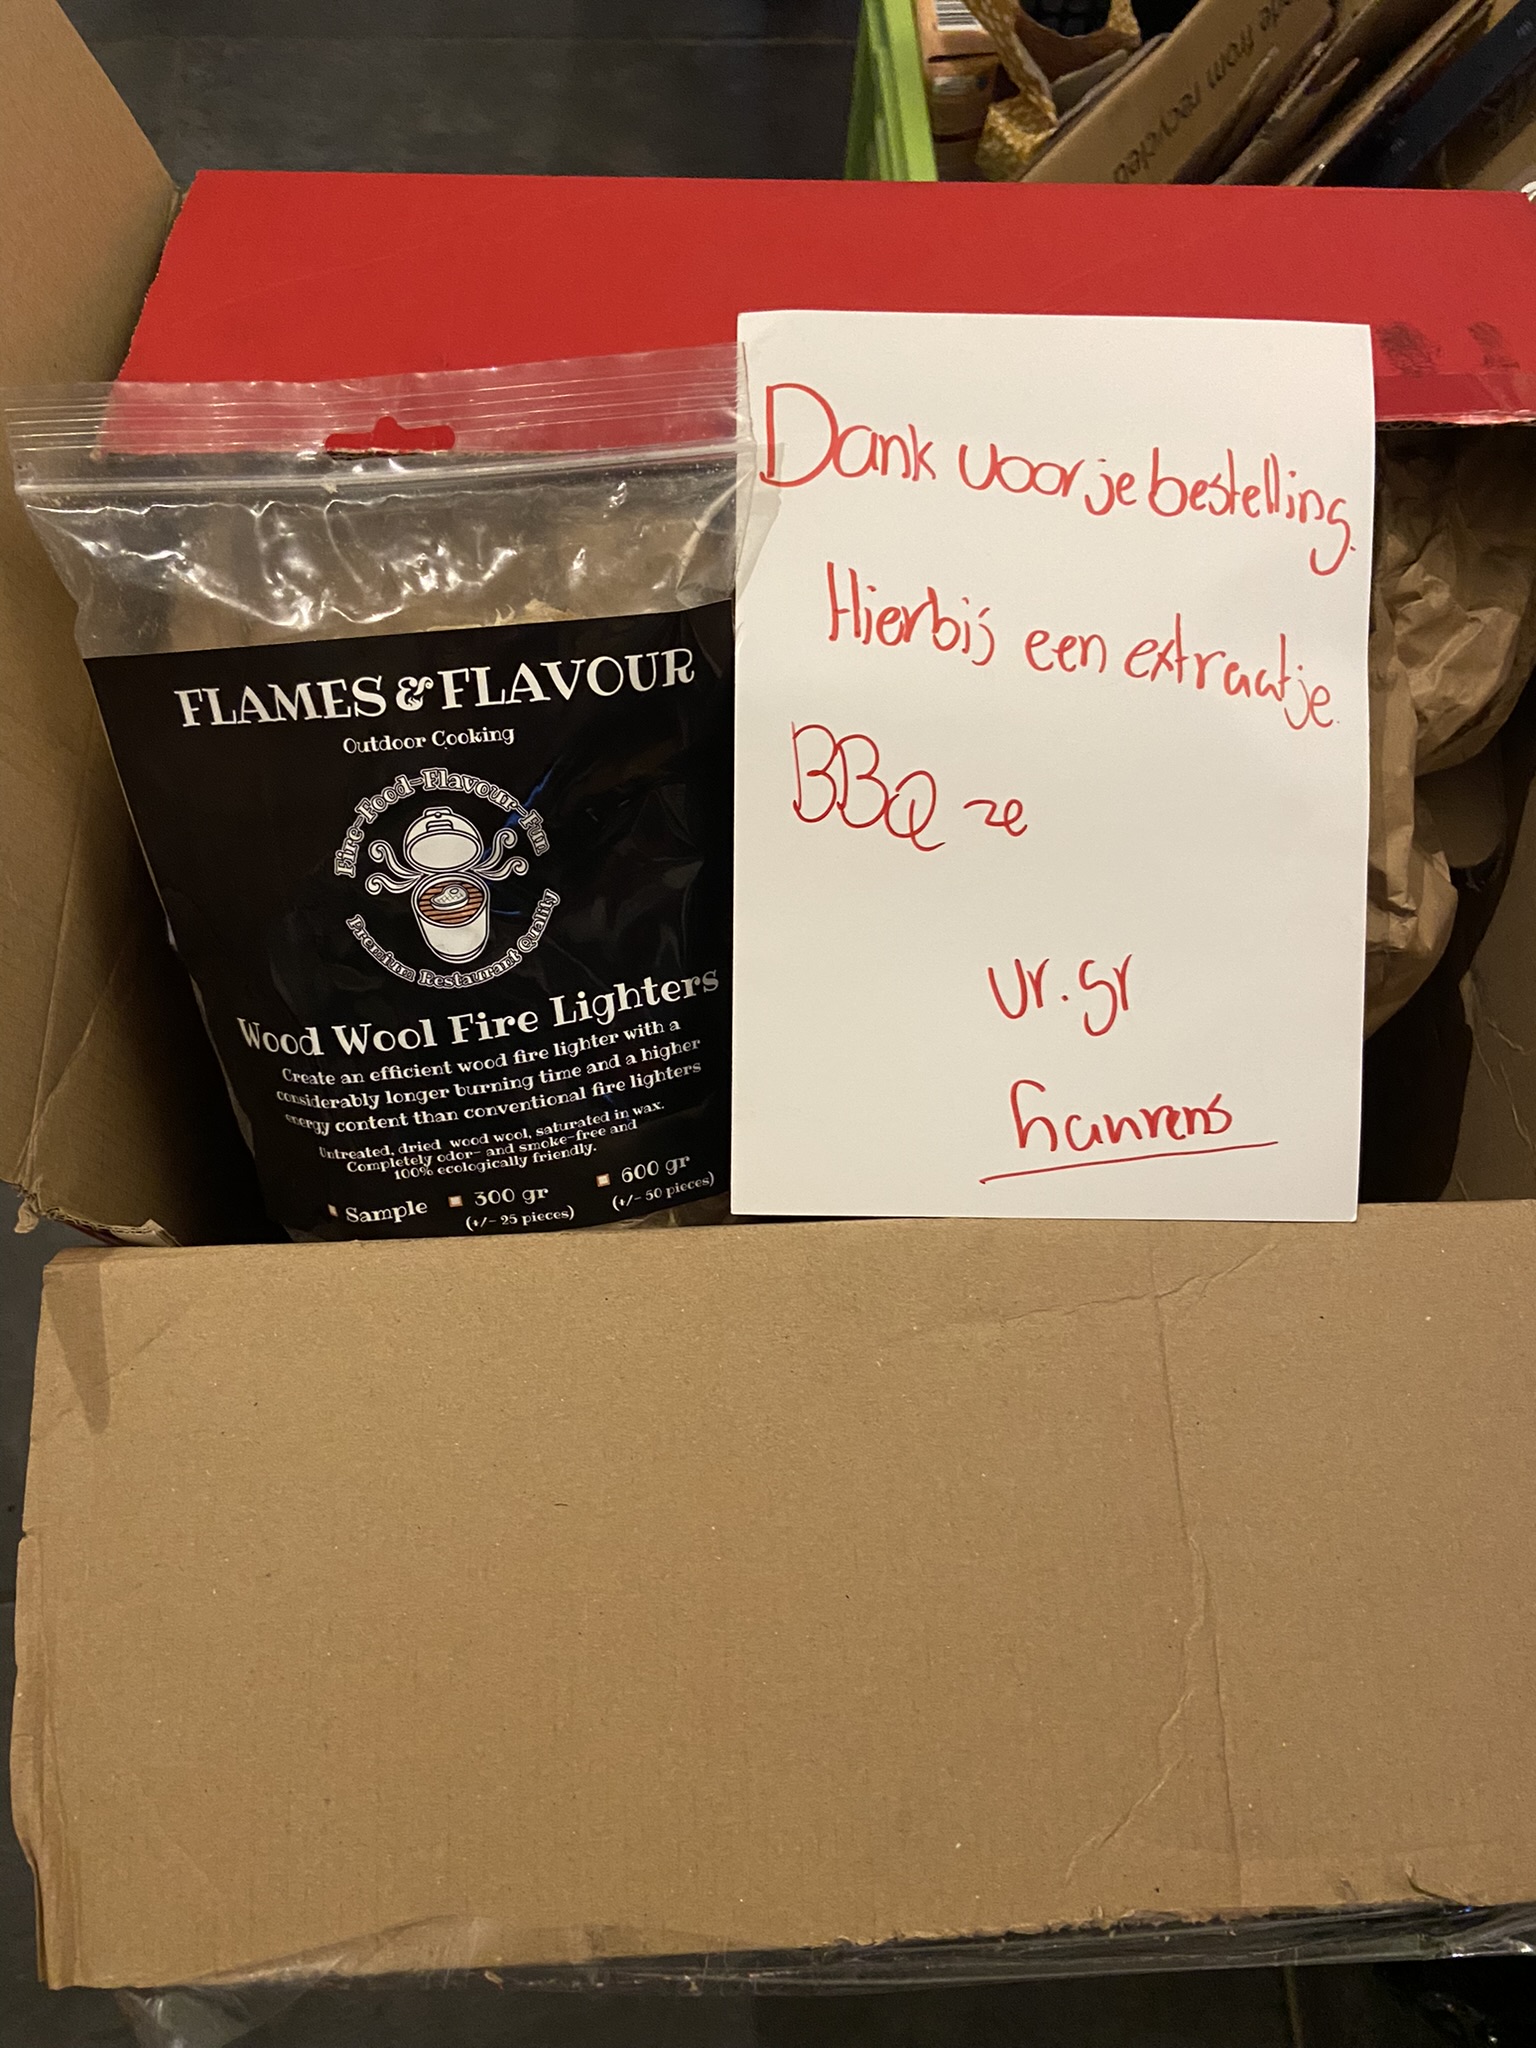 made from recycled
FLAMES & FLAVOUR
Outdoor Cooking
Fire-Food-Flavour-Fun
Premium Restaurant Quality
Wood Wool Fire Lighters
Create an efficient wood fire lighter with a
considerably longer burning time and a higher
energy content than conventional fire lighters
Untreated, dried wood wool, saturated in wax.
Completely odor- and smoke-free and
100% ecologically friendly.
Sample
300 gr
(+/- 25 pieces)
600 gr
(+/- 50 pieces)
Dank voor je bestelling.
Hierbij een extraatje.
BBQ ze
vr. gr